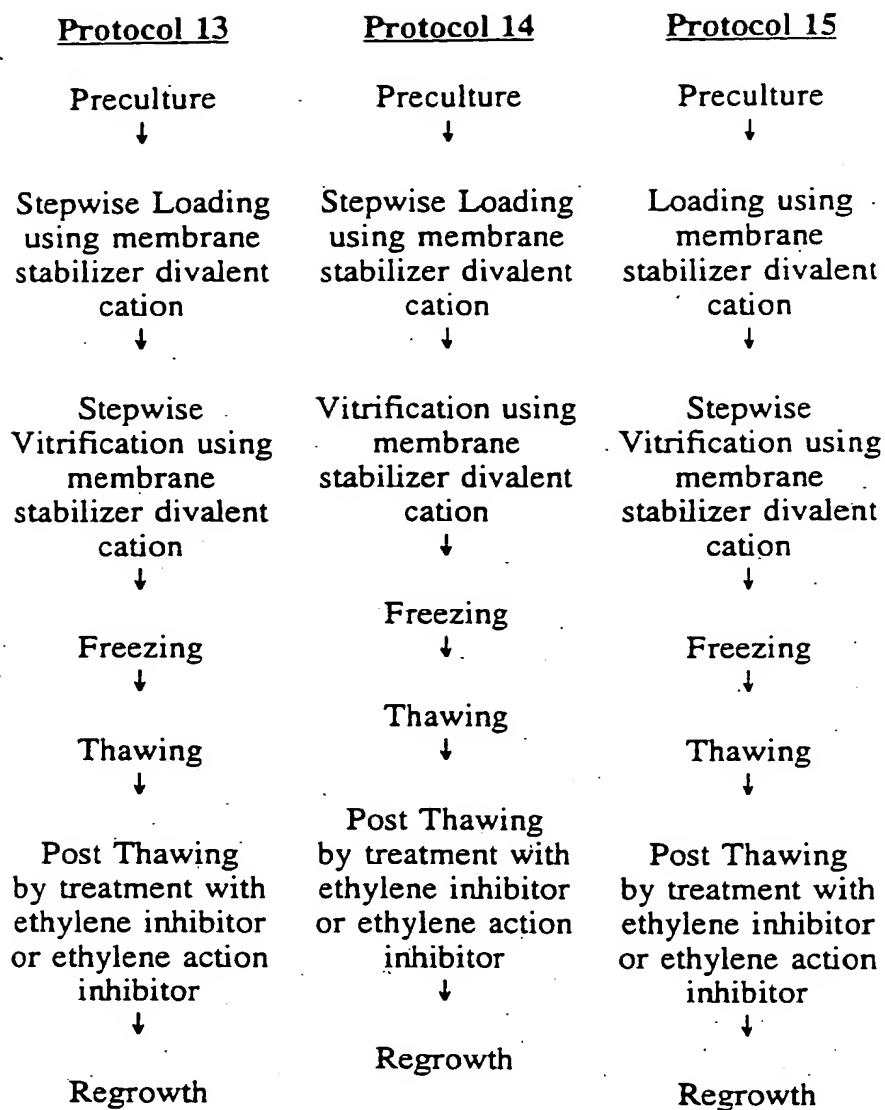 Protocol 13
Preculture
↓
Stepwise Loading
using membrane
stabilizer divalent
cation
↓
Stepwise
Vitrification using
membrane
stabilizer divalent
cation
↓
Freezing
↓
Thawing
↓
Post Thawing
by treatment with
ethylene inhibitor
or ethylene action
inhibitor
↓
Regrowth
Protocol 14
Preculture
↓
Stepwise Loading
using membrane
stabilizer divalent
cation
↓
Vitrification using
membrane
stabilizer divalent
cation
↓
Freezing
↓
Thawing
↓
Post Thawing
by treatment with
ethylene inhibitor
or ethylene action
inhibitor
↓
Regrowth
Protocol 15
Preculture
↓
Loading using
membrane
stabilizer divalent
cation
↓
Stepwise
Vitrification using
membrane
stabilizer divalent
cation
↓
Freezing
↓
Thawing
↓
Post Thawing
by treatment with
ethylene inhibitor
or ethylene action
inhibitor
↓
Regrowth